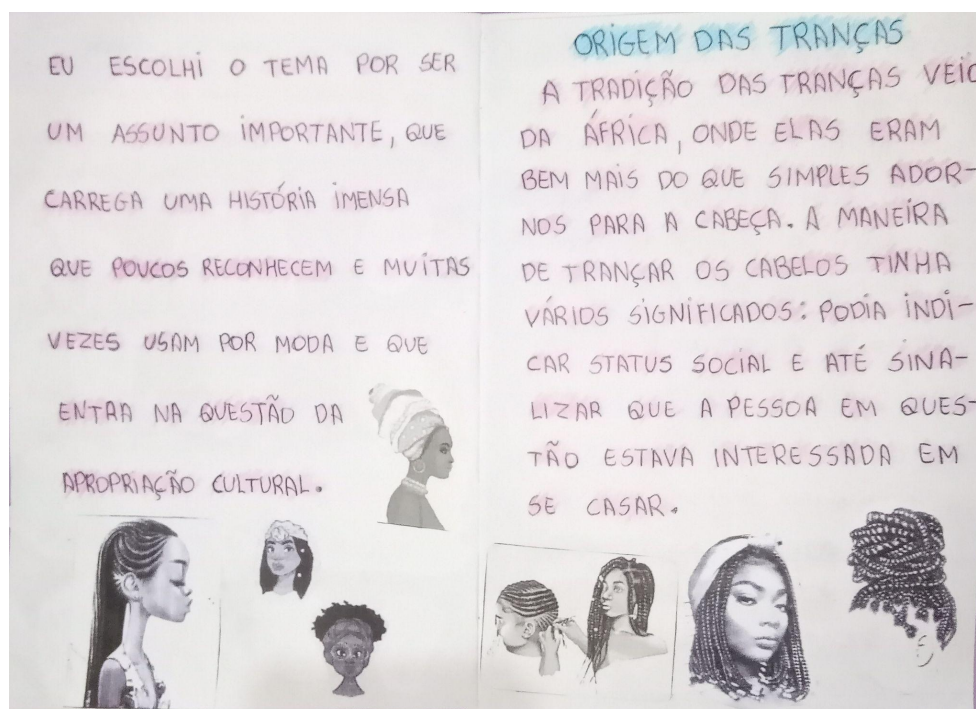 EU ESCOLHI O TEMA POR SER
UM ASSUNTO IMPORTANTE, QUE
CARREGA UMA HISTÓRIA IMENSA
QUE POUCOS RECONHECEM E MUITAS
VEZES USAM POR MODA E QUE
ENTRA NA QUESTÃO DA
APROPRIAÇÃO CULTURAL.
ORIGEM DAS TRANÇAS
A TRADIÇÃO DAS TRANÇAS VEIO
DA ÁFRICA, ONDE ELAS ERAM
BEM MAIS DO QUE SIMPLES ADOR-
NOS PARA A CABEÇA. A MANEIRA
DE TRANÇAR OS CABELOS TINHA
VÁRIOS SIGNIFICADOS: PODIA INDI-
CAR STATUS SOCIAL E ATÉ SINA-
LIZAR QUE A PESSOA EM QUES-
TÃO ESTAVA INTERESSADA EM
SE CASAR.